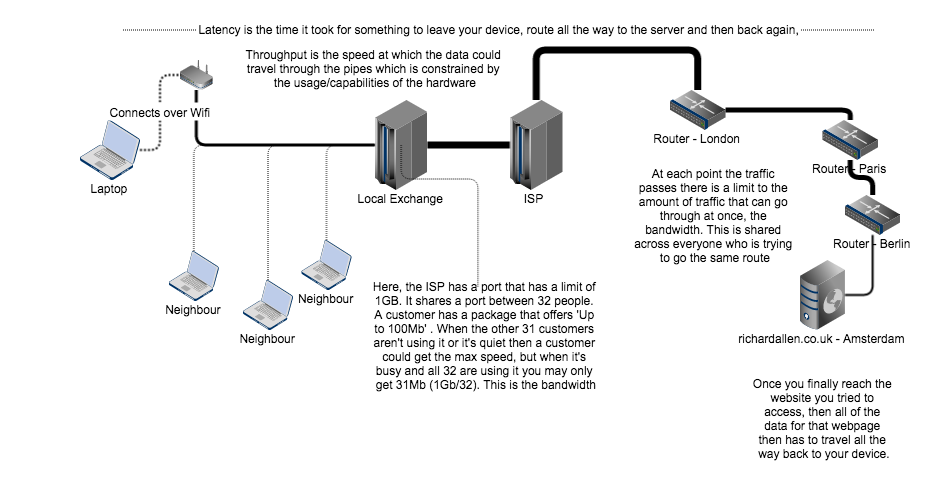 Latency is the time it took for something to leave your device, route all the way to the server and then back again,
Throughput is the speed at which the data could
travel through the pipes which is constrained by
the usage/capabilities of the hardware
Connects over Wifi
Laptop
Local Exchange
ISP
Router - London
Router - Paris
Router - Berlin
At each point the traffic
passes there is a limit to the
amount of traffic that can go
through at once, the
bandwidth. This is shared
across everyone who is trying
to go the same route
Neighbour
Neighbour
Neighbour
Here, the ISP has a port that has a limit of
1GB. It shares a port between 32 people.
A customer has a package that offers 'Up
to 100Mb' . When the other 31 customers
aren't using it or it's quiet then a customer
could get the max speed, but when it's
busy and all 32 are using it you may only
get 31Mb (1Gb/32). This is the bandwidth
richardallen.co.uk - Amsterdam
Once you finally reach the
website you tried to
access, then all of the
data for that webpage
then has to travel all the
way back to your device.